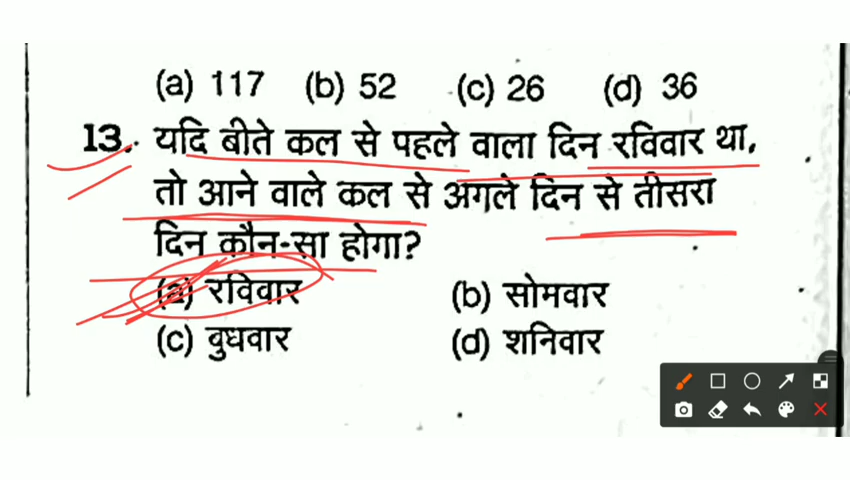 (a) 117 (b) 52 (c) 26 (d) 36
13. यदि बीते कल से पहले वाला दिन रविवार था,
तो आने वाले कल से अगले दिन से तीसरा
दिन कौन-सा होगा?
(a) रविवार (b) सोमवार
(c) बुधवार (d) शनिवार